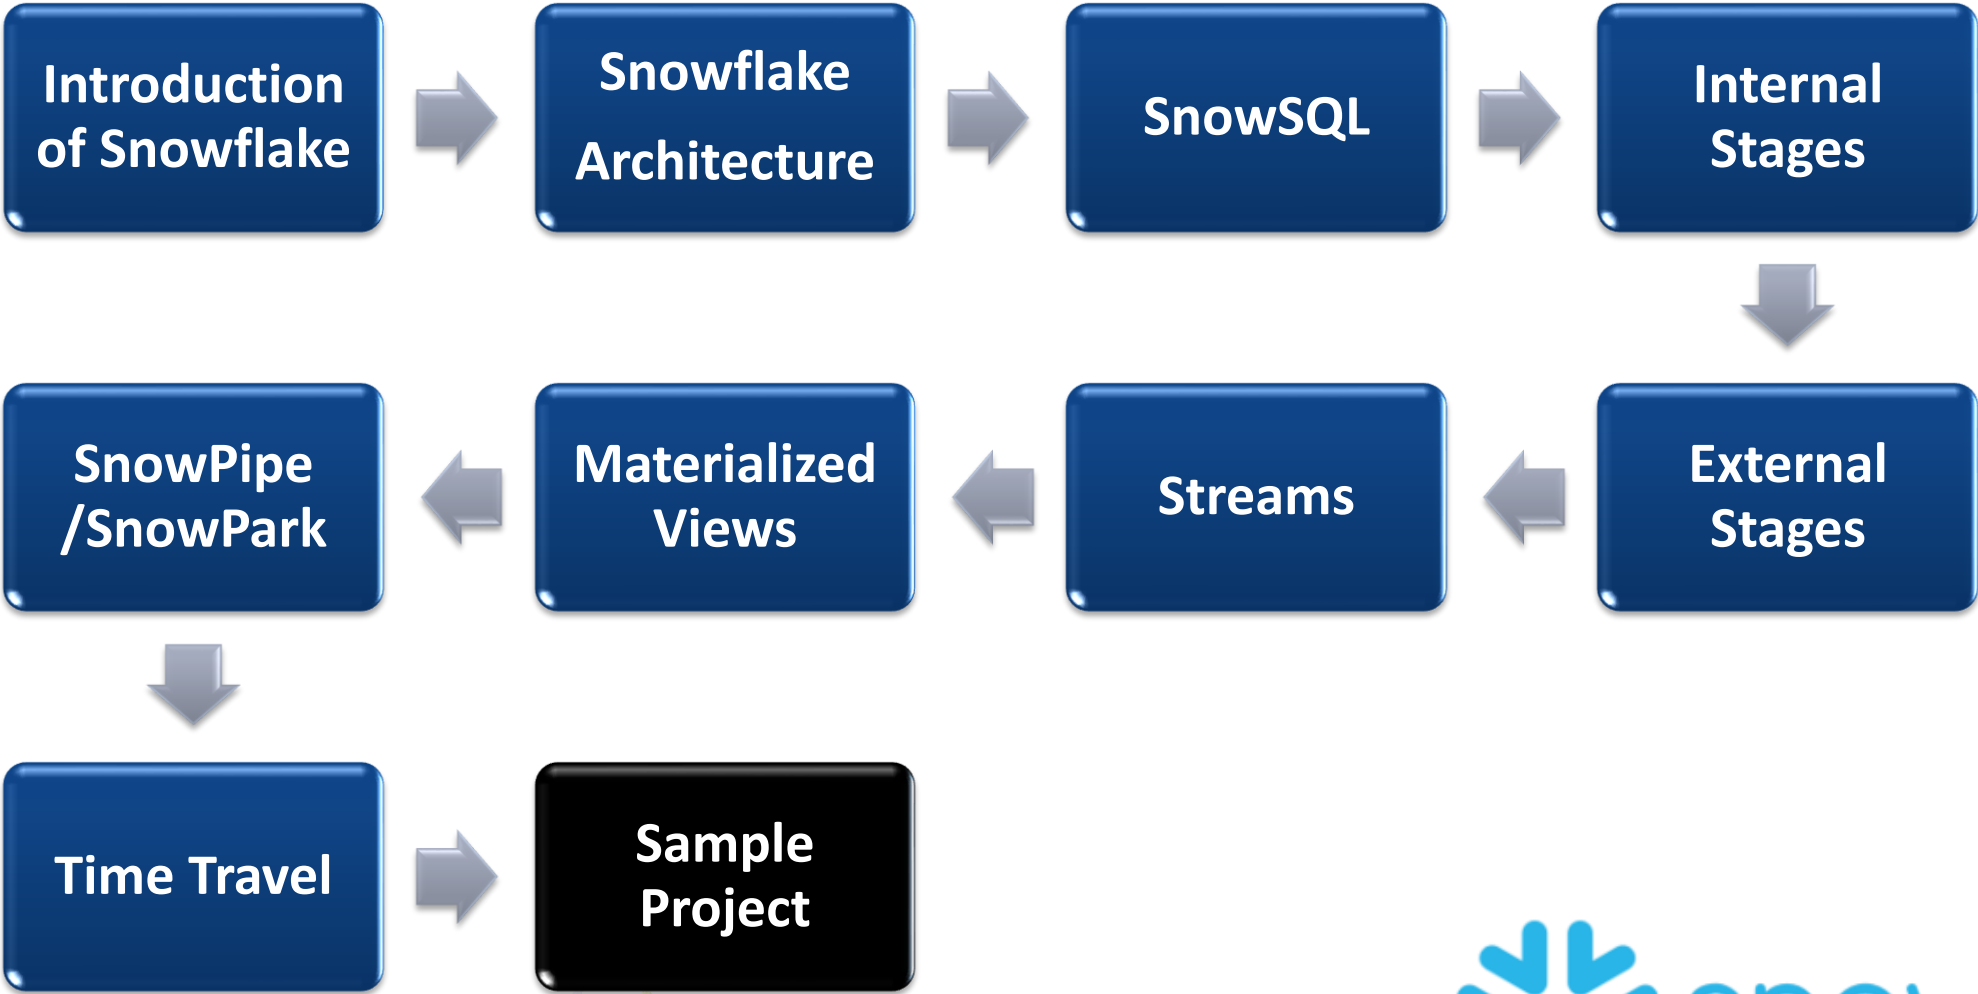 Introduction
of Snowflake
Snowflake
Architecture
SnowSQL
Internal
Stages
External
Stages
Streams
Materialized
Views
SnowPipe
/SnowPark
Time Travel
Sample
Project